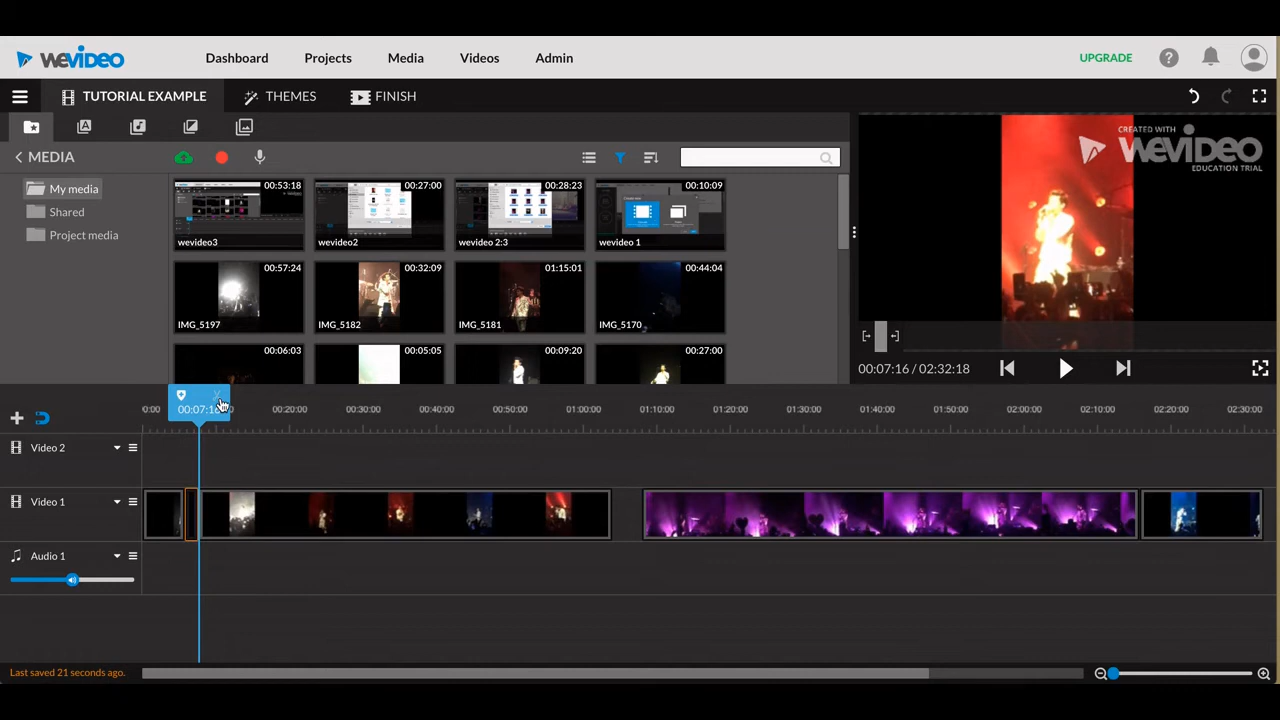 wevideo
Dashboard Projects Media Videos Admin
UPGRADE
TUTORIAL EXAMPLE THEMES FINISH
MEDIA
My media
Shared
Project media
00:53:18 00:27:00 00:28:23 00:10:09
wevideo3 wevideo2 wevideo 2:3 wevideo 1
00:57:24 00:32:09 01:15:01 00:44:04
IMG_5197 IMG_5182 IMG_5181 IMG_5170
00:06:03 00:05:05 00:09:20 00:27:00
CREATED WITH
wevideo
EDUCATION TRIAL
00:07:16 / 02:32:18
0:00 00:07:16 00:20:00 00:30:00 00:40:00 00:50:00 01:00:00 01:10:00 01:20:00 01:30:00 01:40:00 01:50:00 02:00:00 02:10:00 02:20:00 02:30:00
Video 2
Video 1
Audio 1
Last saved 21 seconds ago.